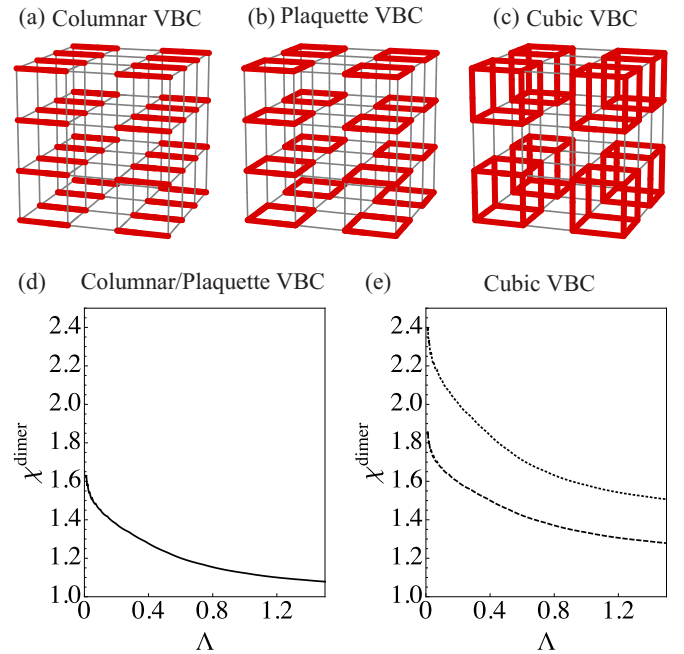 (a) Columnar VBC
(b) Plaquette VBC
(c) Cubic VBC
(d) Columnar/Plaquette VBC
2.4
2.2
2.0
1.8
1.6
1.4
1.2
1.0
χ^dimer
0 0.4 0.8 1.2
Λ
(e) Cubic VBC
2.4
2.2
2.0
1.8
1.6
1.4
1.2
1.0
χ^dimer
0 0.4 0.8 1.2
Λ